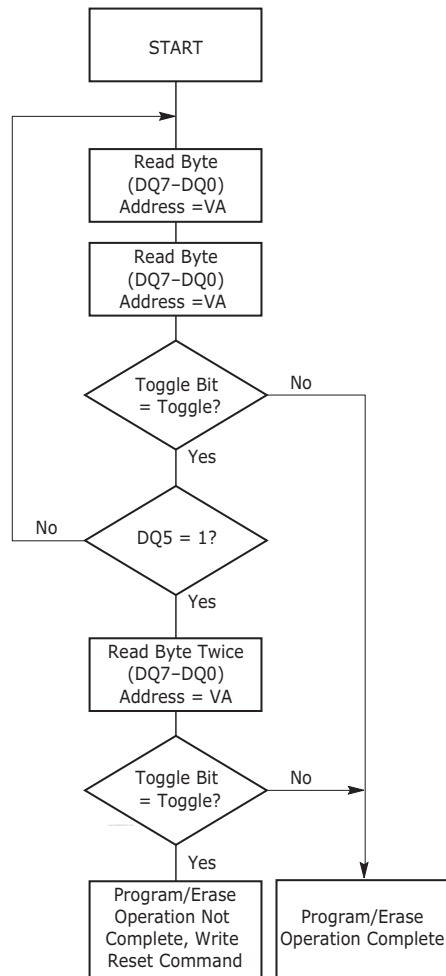 START
Read Byte
(DQ7–DQ0)
Address =VA
Read Byte
(DQ7–DQ0)
Address =VA
Toggle Bit
= Toggle?
No
Yes
No
DQ5 = 1?
Yes
Read Byte Twice
(DQ7–DQ0)
Address = VA
Toggle Bit
= Toggle?
No
Yes
Program/Erase
Operation Not
Complete, Write
Reset Command
Program/Erase
Operation Complete